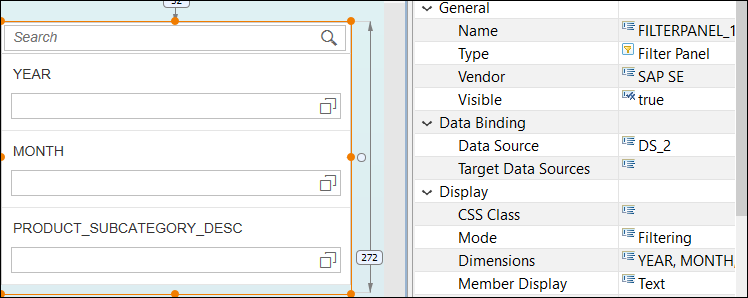 52
Search
YEAR
MONTH
PRODUCT_SUBCATEGORY_DESC
272
General
Name FILTERPANEL_1
Type Filter Panel
Vendor SAP SE
Visible true
Data Binding
Data Source DS_2
Target Data Sources
Display
CSS Class
Mode Filtering
Dimensions YEAR, MONTH,
Member Display Text